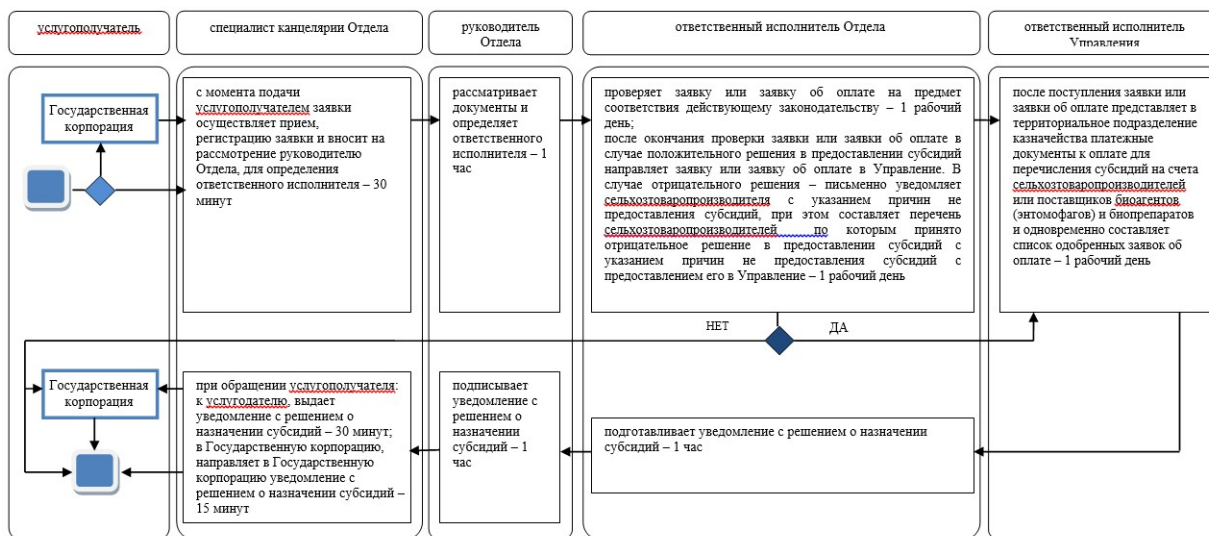 услугополучатель
специалист канцелярии Отдела
руководитель
Отдела
ответственный исполнитель Отдела
ответственный исполнитель
Управления
Государственная
корпорация
с момента подачи
услугополучателем заявки
осуществляет прием,
регистрацию заявки и вносит на
рассмотрение руководителю
Отдела, для определения
ответственного исполнителя – 30
минут
рассматривает
документы и
определяет
ответственного
исполнителя – 1
час
проверяет заявку или заявку об оплате на предмет
соответствия действующему законодательству – 1 рабочий
день;
после окончания проверки заявки или заявки об оплате в
случае положительного решения в предоставлении субсидий
направляет заявку или заявку об оплате в Управление. В
случае отрицательного решения – письменно уведомляет
сельхозтоваропроизводителя с указанием причин не
предоставления субсидий, при этом составляет перечень
сельхозтоваропроизводителей по которым принято
отрицательное решение в предоставлении субсидий с
указанием причин не предоставления субсидий с
предоставлением его в Управление – 1 рабочий день
после поступления заявки или
заявки об оплате представляет в
территориальное подразделение
казначейства платежные
документы к оплате для
перечисления субсидий на счета
сельхозтоваропроизводителей
или поставщиков биоагентов
(энтомофагов) и биопрепаратов
и одновременно составляет
список одобренных заявок об
оплате – 1 рабочий день
НЕТ
ДА
Государственная
корпорация
при обращении услугополучателя:
к услугодателю, выдает
уведомление с решением о
назначении субсидий – 30 минут;
в Государственную корпорацию,
направляет в Государственную
корпорацию уведомление с
решением о назначении субсидий –
15 минут
подписывает
уведомление с
решением о
назначении
субсидий – 1
час
подготавливает уведомление с решением о назначении
субсидий – 1 час